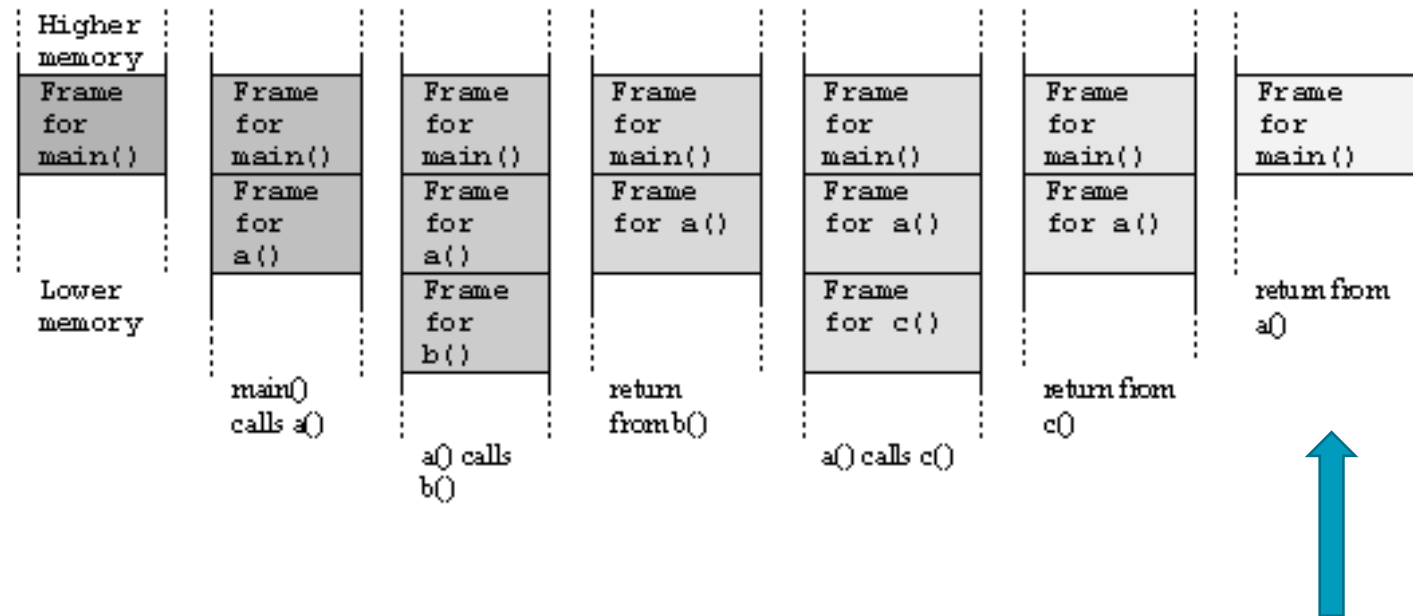 Higher
memory
Frame
for
main()
Lower
memory
Frame
for
main()
Frame
for
a()
main()
calls a()
Frame
for
main()
Frame
for
a()
Frame
for
b()
a() calls
b()
Frame
for
main()
Frame
for a()
return
from b()
Frame
for
main()
Frame
for a()
Frame
for c()
a() calls c()
Frame
for
main()
Frame
for a()
return from
c()
Frame
for
main()
return from
a()